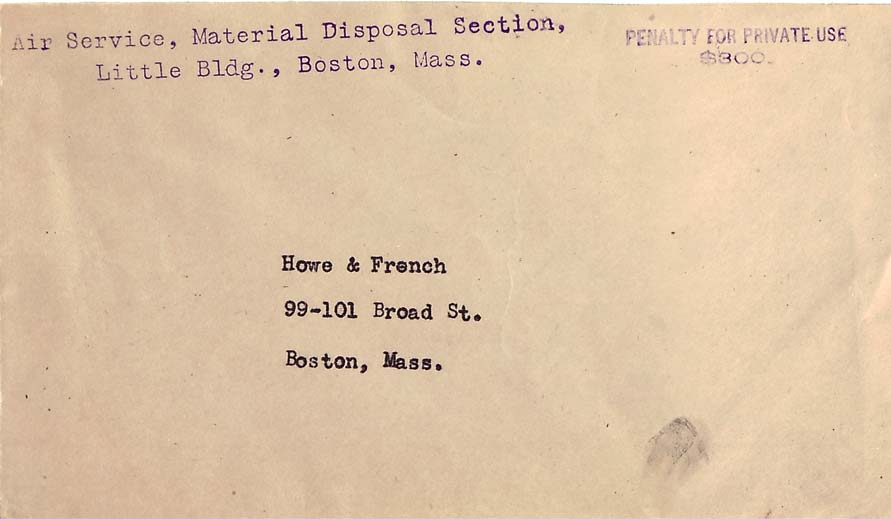 Air Service, Material Disposal Section,
Little Bldg., Boston, Mass.
PENALTY FOR PRIVATE USE
$300.
Howe & French
99-101 Broad St.
Boston, Mass.